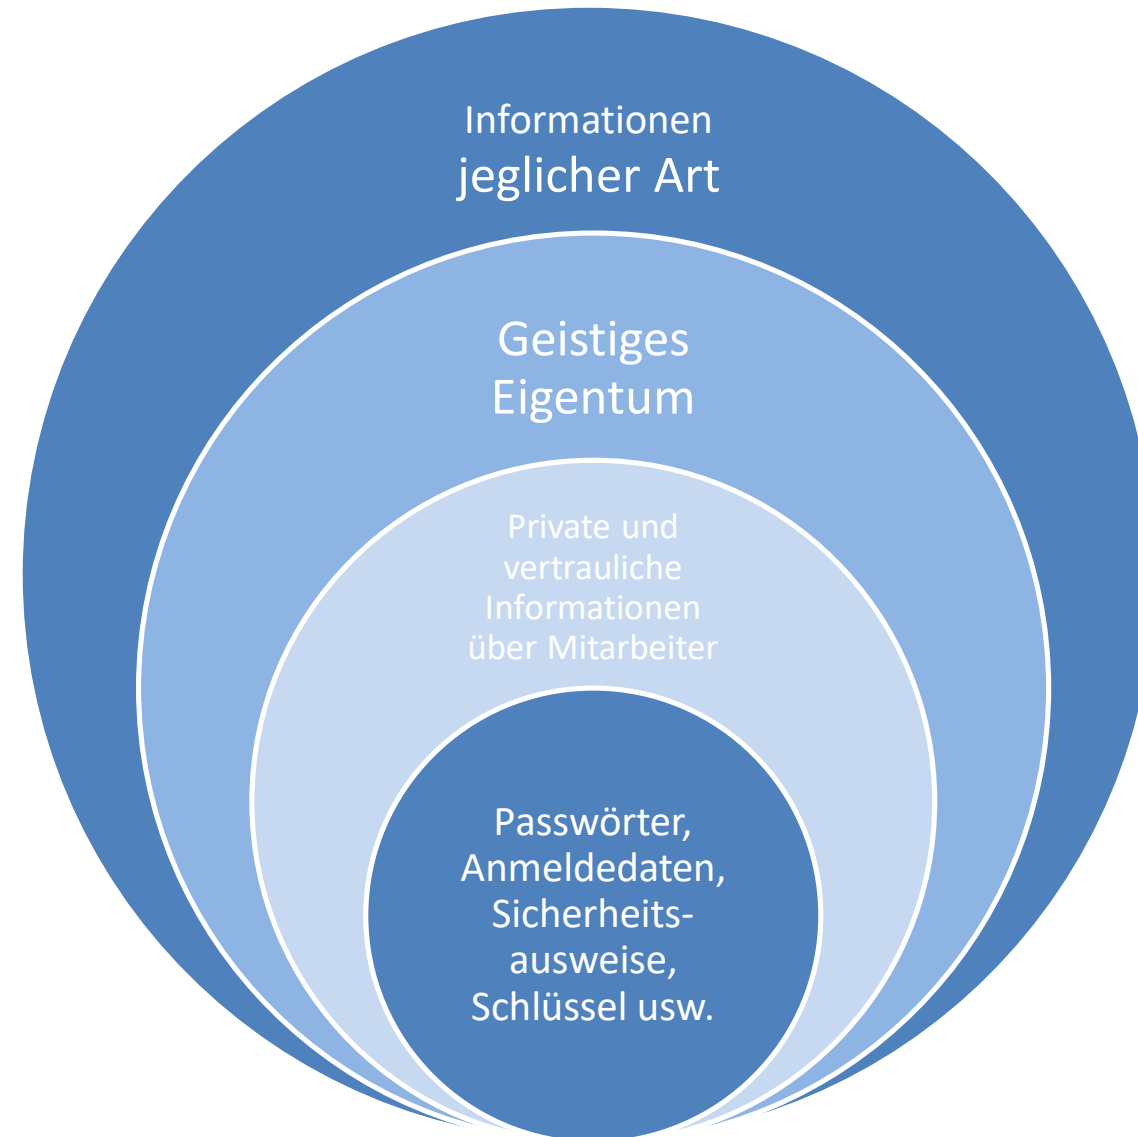 Informationen
jeglicher Art
Geistiges
Eigentum
Private und
vertrauliche
Informationen
über Mitarbeiter
Passwörter,
Anmeldedaten,
Sicherheits-
ausweise,
Schlüssel usw.